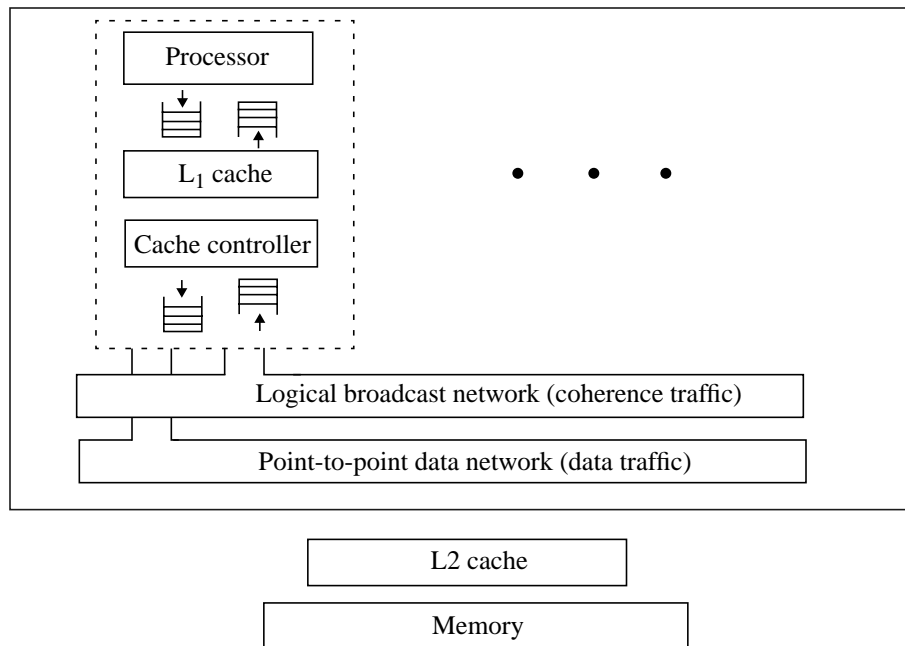 Processor
L1 cache
Cache controller
Logical broadcast network (coherence traffic)
Point-to-point data network (data traffic)
L2 cache
Memory